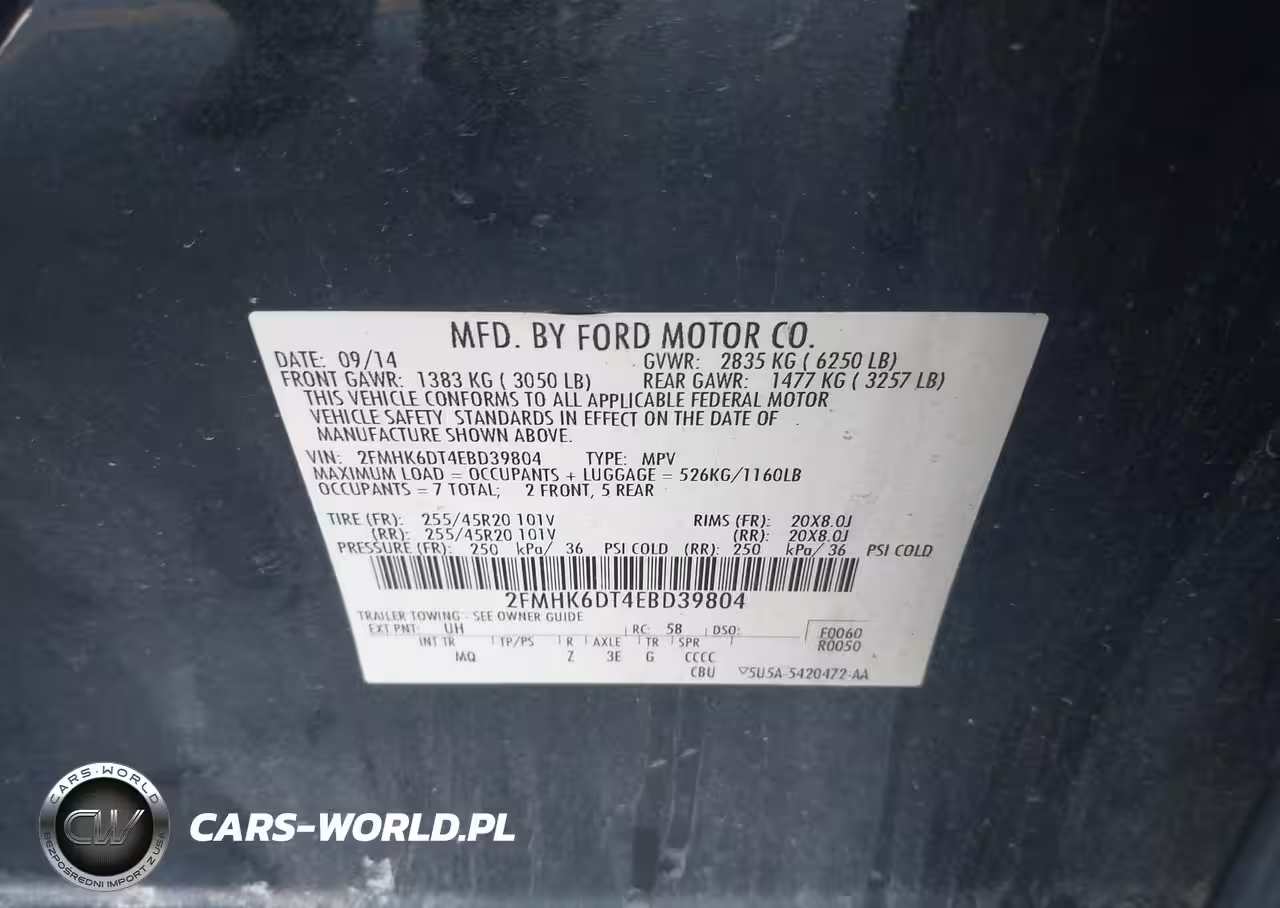 MFD. BY FORD MOTOR CO.
DATE: 09/14 GVWR: 2835 KG ( 6250 LB)
FRONT GAWR: 1383 KG ( 3050 LB) REAR GAWR: 1477 KG ( 3257 LB)
THIS VEHICLE CONFORMS TO ALL APPLICABLE FEDERAL MOTOR
VEHICLE SAFETY STANDARDS IN EFFECT ON THE DATE OF
MANUFACTURE SHOWN ABOVE.
VIN: 2FMHK6DT4EBD39804 TYPE: MPV
MAXIMUM LOAD = OCCUPANTS + LUGGAGE = 526KG/1160LB
OCCUPANTS = 7 TOTAL; 2 FRONT, 5 REAR
TIRE (FR): 255/45R20 101V RIMS (FR): 20X8.0J
(RR): 255/45R20 101V (RR): 20X8.0J
PRESSURE (FR): 250 kPa/ 36 PSI COLD (RR): 250 kPa/ 36 PSI COLD
2FMHK6DT4EBD39804
TRAILER TOWING - SEE OWNER GUIDE
EXT PNT: UH RC: 58 DSO: F0060
INT TR TP/PS R AXLE TR SPR R0050
MQ Z 3E G CCCC
CBU 5U5A-5420472-AA
CARS-WORLD
CW
BEZPOŚREDNI IMPORT Z USA
CARS-WORLD.PL